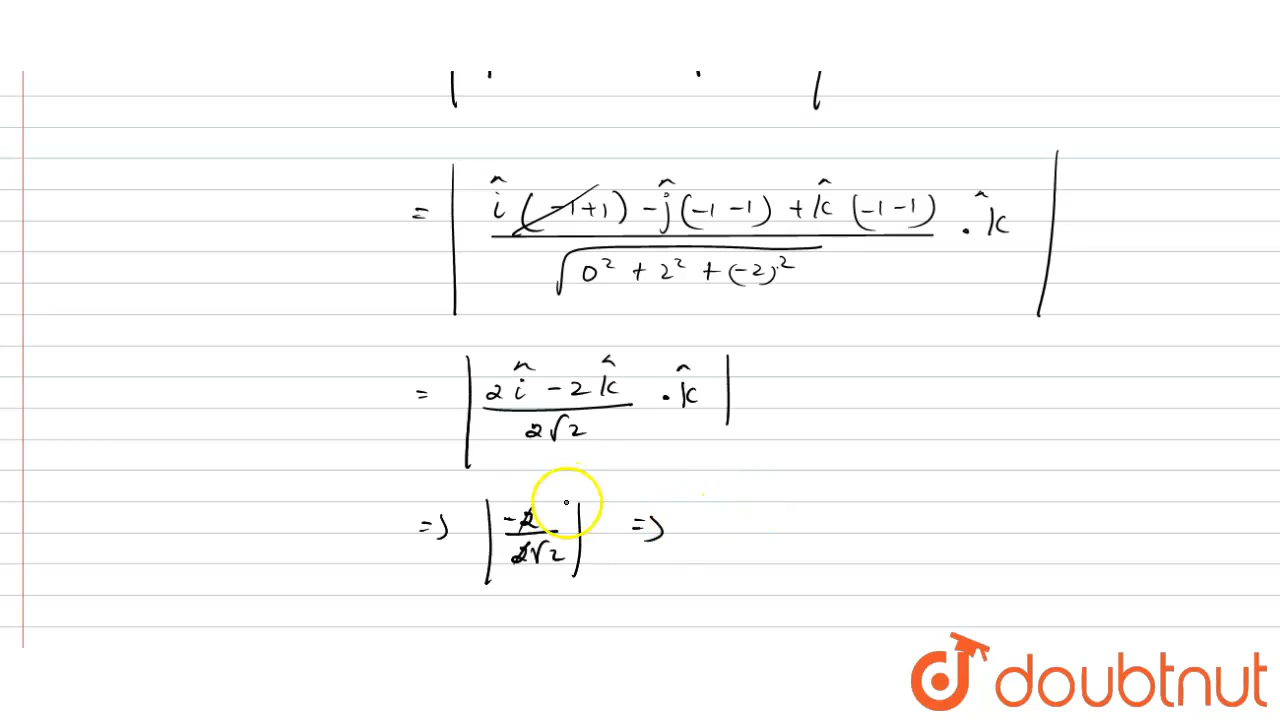 = | î (-1+1) - ĵ (-1-1) + k̂ (-1-1) . k̂ |
√0² + 2² + (-2)²
= | 2î - 2k̂ . k̂ |
2√2
=> | -2 | =>
2√2
doubtnut